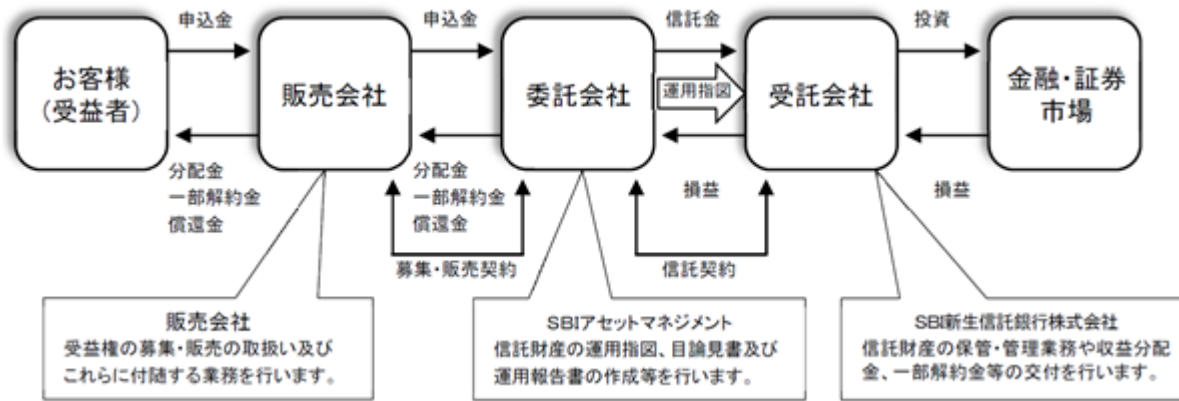 申込金
申込金
信託金
投資
お客様
(受益者)
販売会社
委託会社
運用指図
受託会社
金融・証券
市場
分配金
一部解約金
償還金
分配金
一部解約金
償還金
損益
損益
募集・販売契約
信託契約
販売会社
受益権の募集・販売の取扱い及び
これらに付随する業務を行います。
SBIアセットマネジメント
信託財産の運用指図、目論見書及び
運用報告書の作成等を行います。
SBI新生信託銀行株式会社
信託財産の保管・管理業務や収益分配
金、一部解約金等の交付を行います。